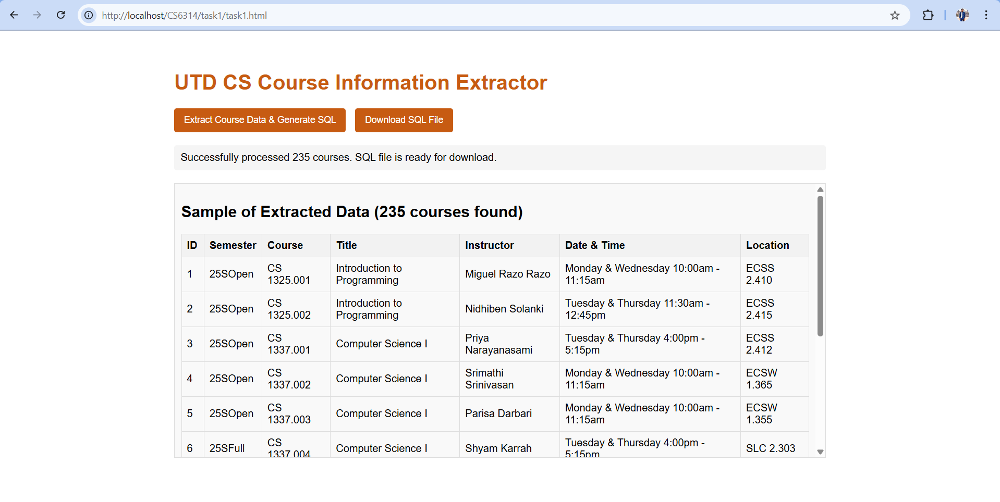 http://localhost/CS6314/task1/task1.html
UTD CS Course Information Extractor
Extract Course Data & Generate SQL Download SQL File
Successfully processed 235 courses. SQL file is ready for download.
Sample of Extracted Data (235 courses found)
ID Semester Course Title Instructor Date & Time Location
1 25SOpen CS 1325.001 Introduction to Programming Miguel Razo Razo Monday & Wednesday 10:00am - 11:15am ECSS 2.410
2 25SOpen CS 1325.002 Introduction to Programming Nidhiben Solanki Tuesday & Thursday 11:30am - 12:45pm ECSS 2.415
3 25SOpen CS 1337.001 Computer Science I Priya Narayanasami Tuesday & Thursday 4:00pm - 5:15pm ECSS 2.412
4 25SOpen CS 1337.002 Computer Science I Srimathi Srinivasan Monday & Wednesday 10:00am - 11:15am ECSW 1.365
5 25SOpen CS 1337.003 Computer Science I Parisa Darbari Monday & Wednesday 10:00am - 11:15am ECSW 1.355
6 25SFull CS 1337.004 Computer Science I Shyam Karrah Tuesday & Thursday 4:00pm - 5:15pm SLC 2.303